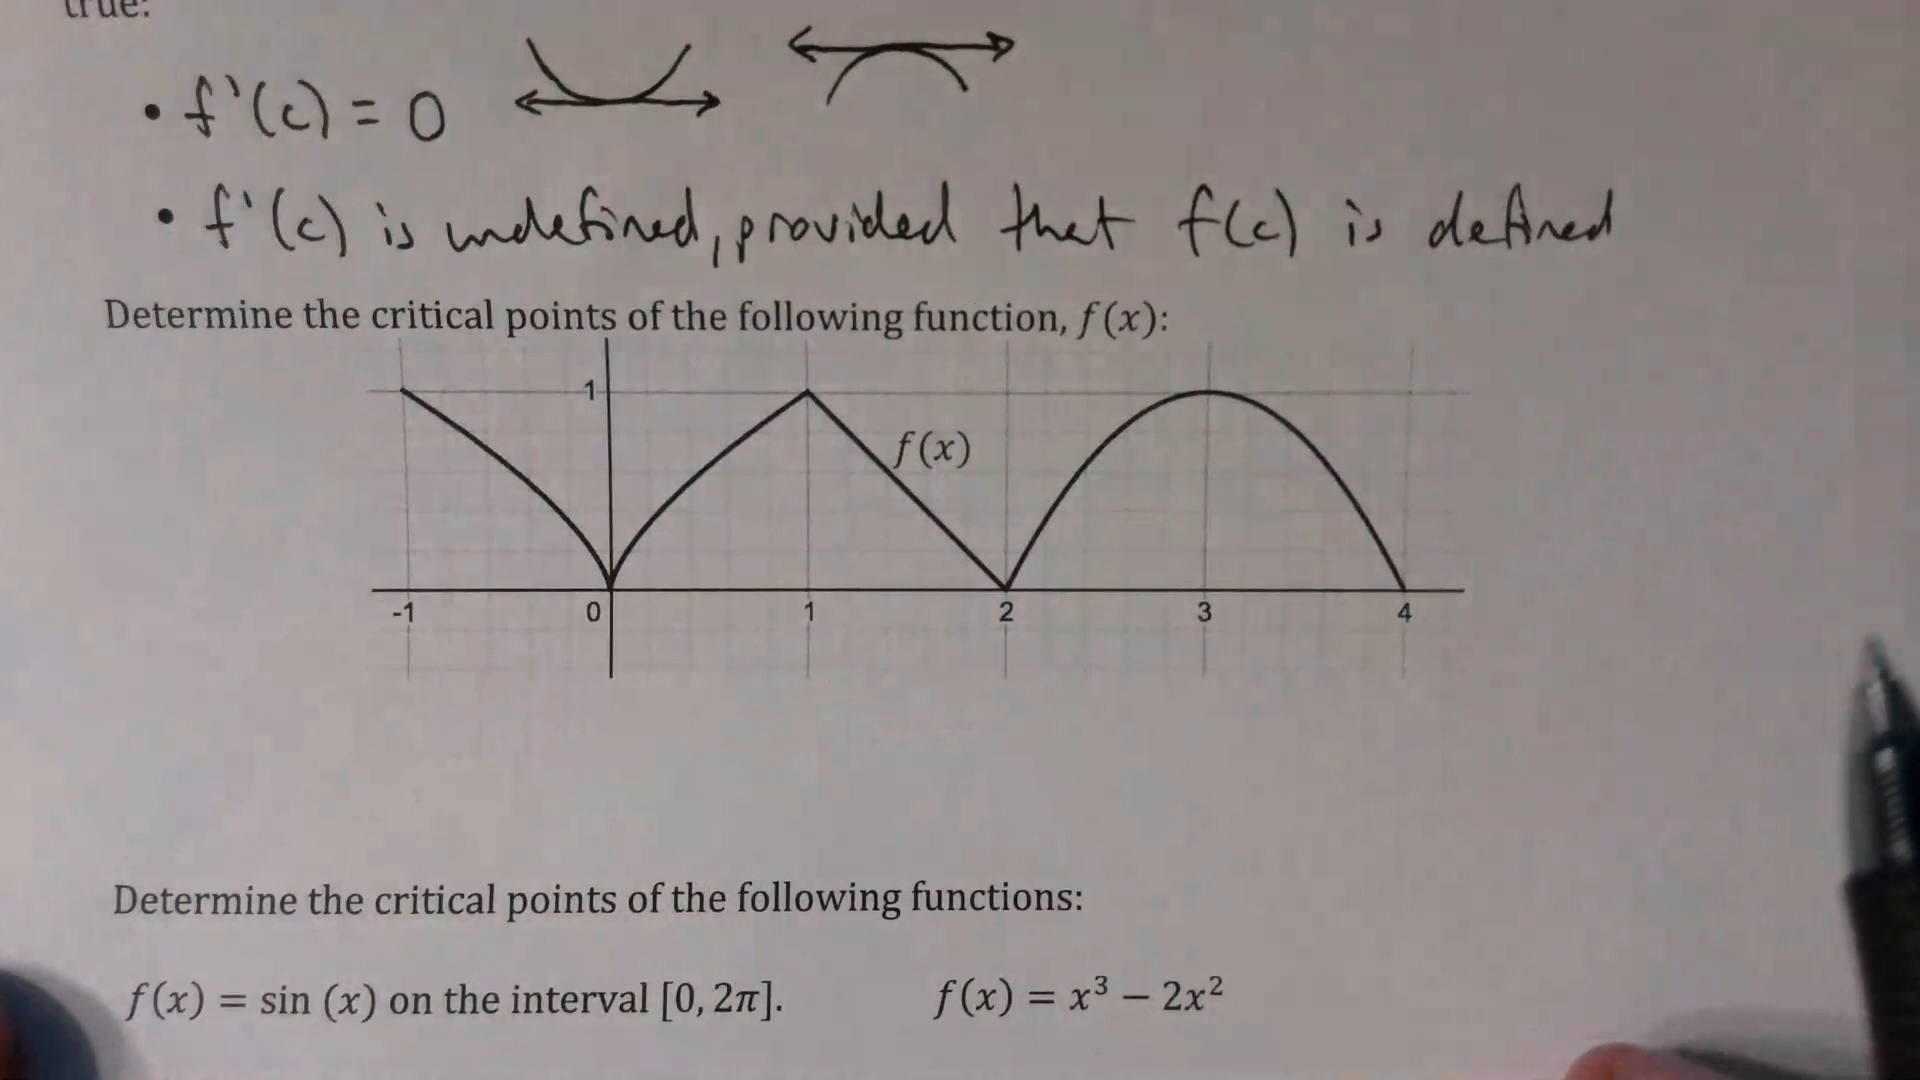 true:
• f'(c) = 0
• f'(c) is undefined, provided that f(c) is defined
Determine the critical points of the following function, f(x):
1
f(x)
-1 0 1 2 3 4
Determine the critical points of the following functions:
f(x) = sin (x) on the interval [0, 2π]. f(x) = x³ − 2x²